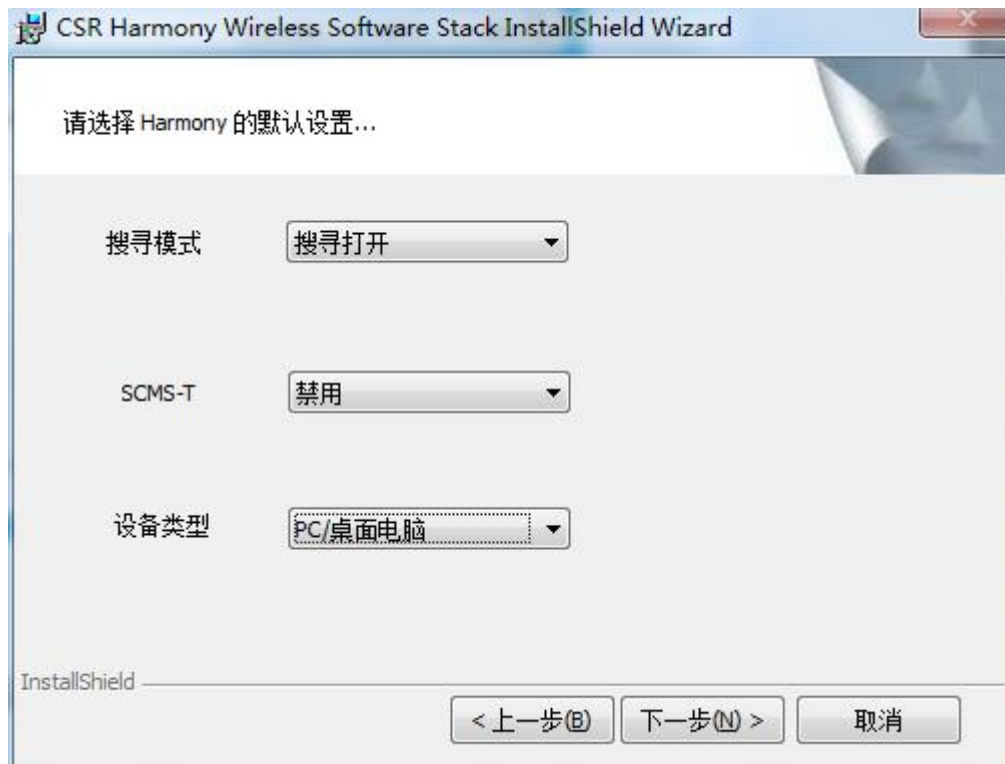 CSR Harmony Wireless Software Stack InstallShield Wizard
请选择 Harmony 的默认设置...
搜寻模式 搜寻打开
SCMS-T 禁用
设备类型 PC/桌面电脑
InstallShield
< 上一步(B) 下一步(N) > 取消